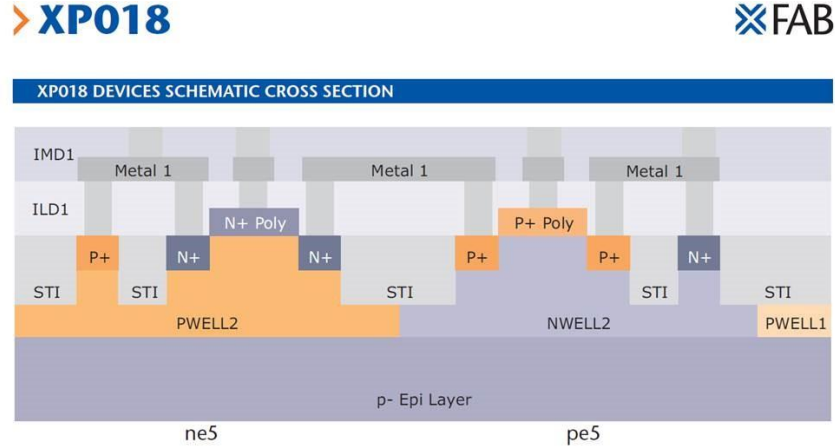 XP018
XFAB
XP018 DEVICES SCHEMATIC CROSS SECTION
IMD1
Metal 1 Metal 1 Metal 1
ILD1
N+ Poly P+ Poly
P+ N+ N+ P+ P+ N+
STI STI STI STI STI
PWELL2 NWELL2 PWELL1
p- Epi Layer
ne5 pe5